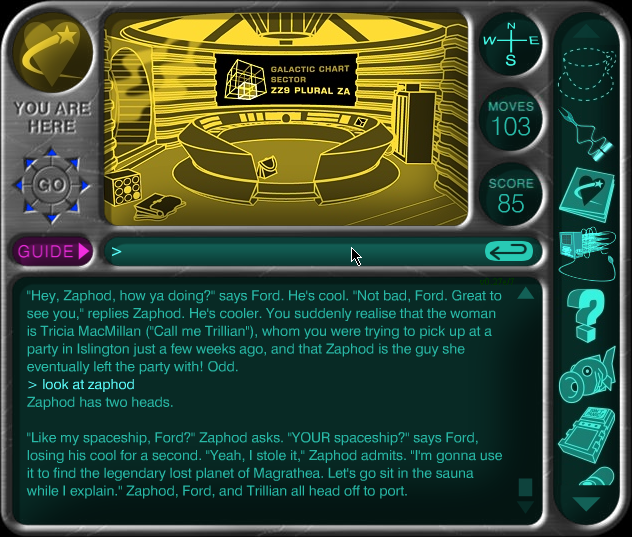 GALACTIC CHART
SECTOR
ZZ9 PLURAL ZA
N
W E
S
YOU ARE
HERE
MOVES
103
GO
SCORE
85
GUIDE
>
"Hey, Zaphod, how ya doing?" says Ford. He's cool. "Not bad, Ford. Great to
see you," replies Zaphod. He's cooler. You suddenly realise that the woman
is Tricia MacMillan ("Call me Trillian"), whom you were trying to pick up at a
party in Islington just a few weeks ago, and that Zaphod is the guy she
eventually left the party with! Odd.
> look at zaphod
Zaphod has two heads.
"Like my spaceship, Ford?" Zaphod asks. "YOUR spaceship?" says Ford,
losing his cool for a second. "Yeah, I stole it," Zaphod admits. "I'm gonna use
it to find the legendary lost planet of Magrathea. Let's go sit in the sauna
while I explain." Zaphod, Ford, and Trillian all head off to port.